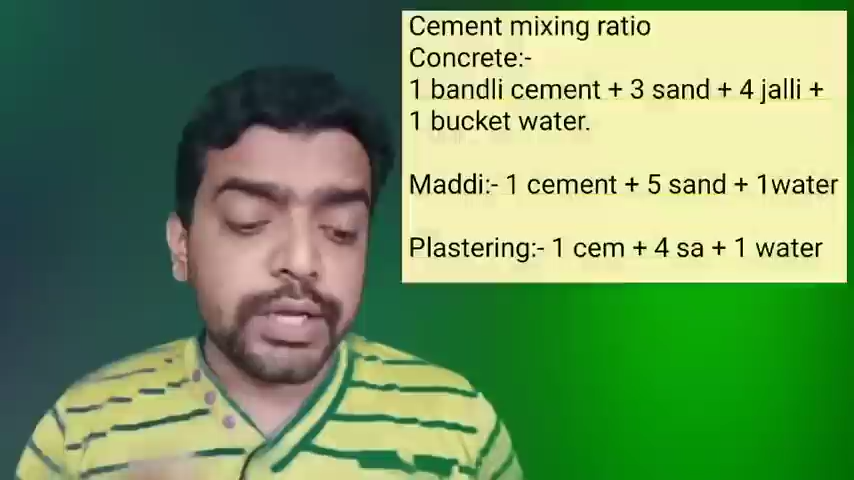 Cement mixing ratio
Concrete:-
1 bandli cement + 3 sand + 4 jalli +
1 bucket water.
Maddi:- 1 cement + 5 sand + 1water
Plastering:- 1 cem + 4 sa + 1 water